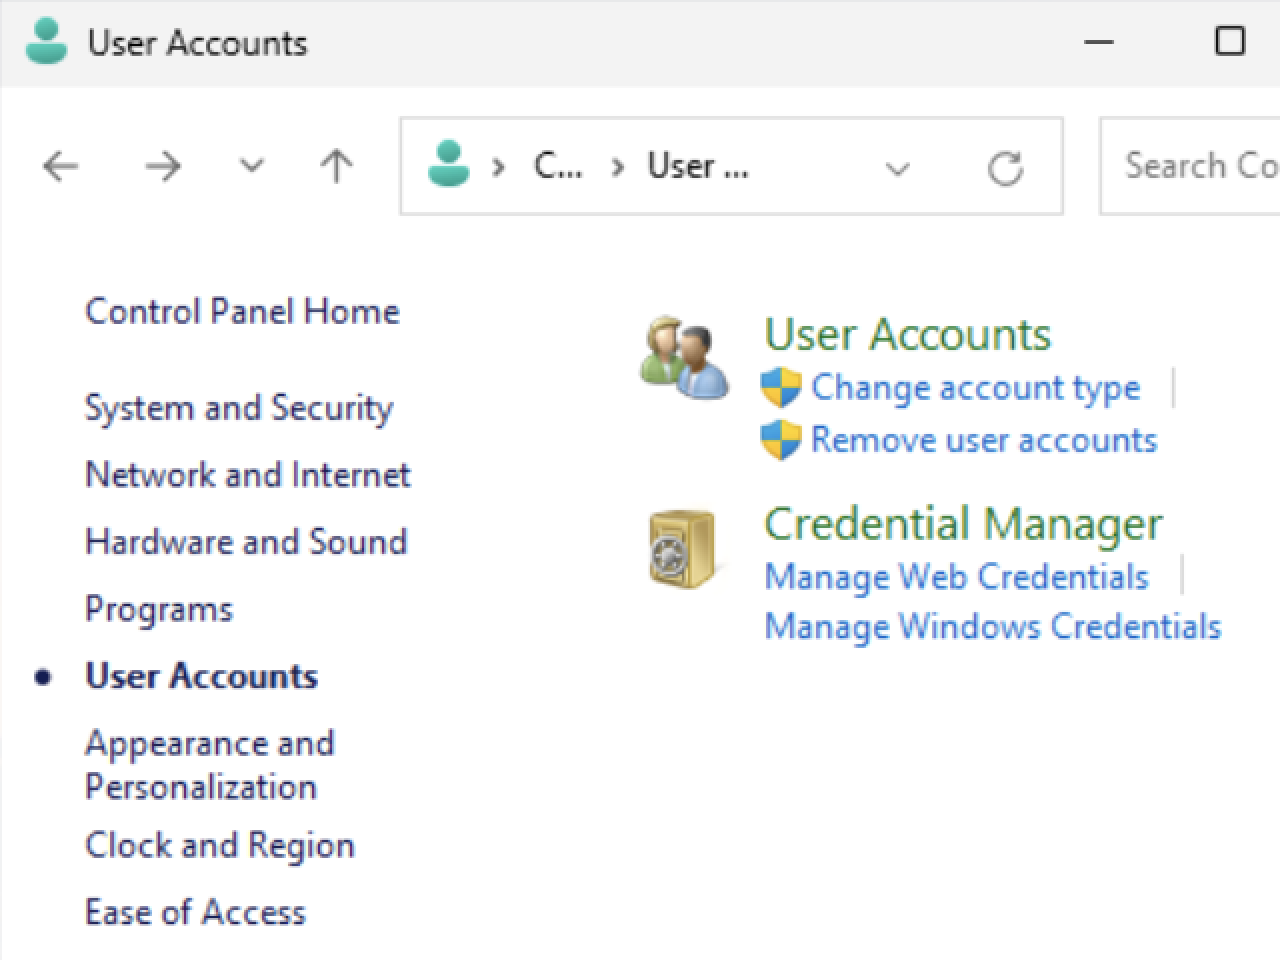 User Accounts
C... User ...
Search Co
Control Panel Home
System and Security
Network and Internet
Hardware and Sound
Programs
User Accounts
Appearance and
Personalization
Clock and Region
Ease of Access
User Accounts
Change account type
Remove user accounts
Credential Manager
Manage Web Credentials
Manage Windows Credentials